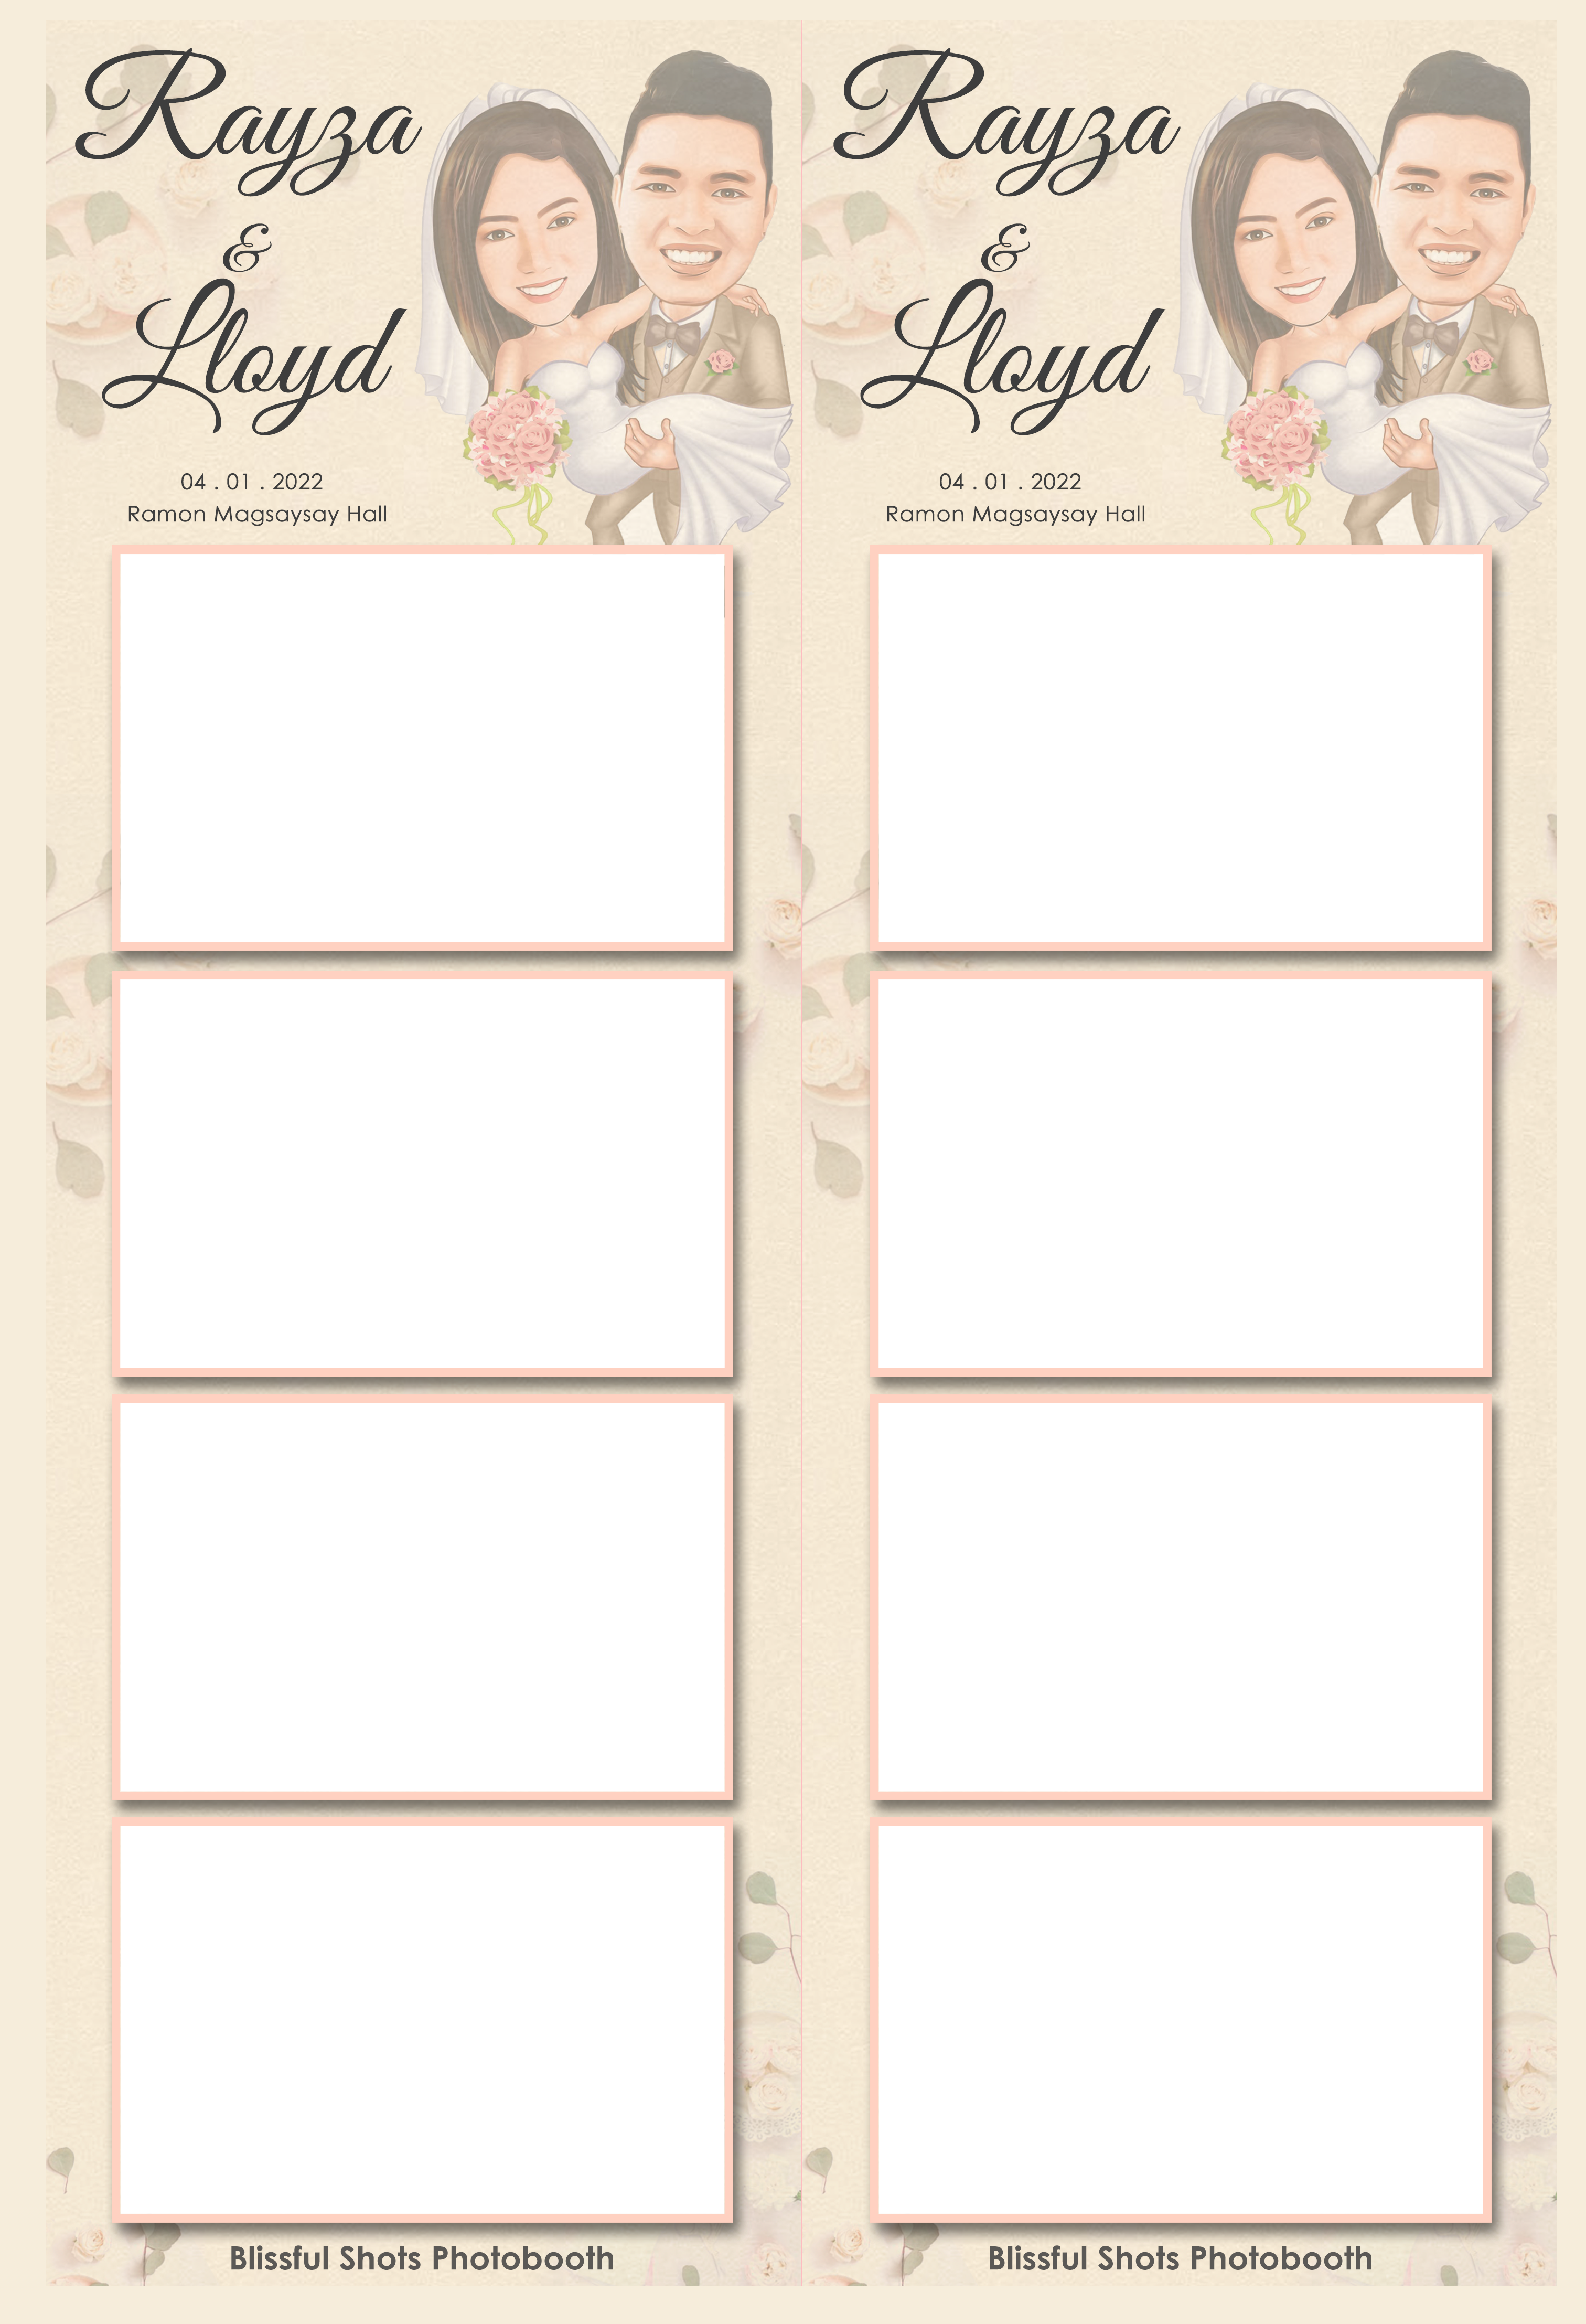 Rayza
&
Lloyd
04 . 01 . 2022
Ramon Magsaysay Hall
Blissful Shots Photobooth
Rayza
&
Lloyd
04 . 01 . 2022
Ramon Magsaysay Hall
Blissful Shots Photobooth